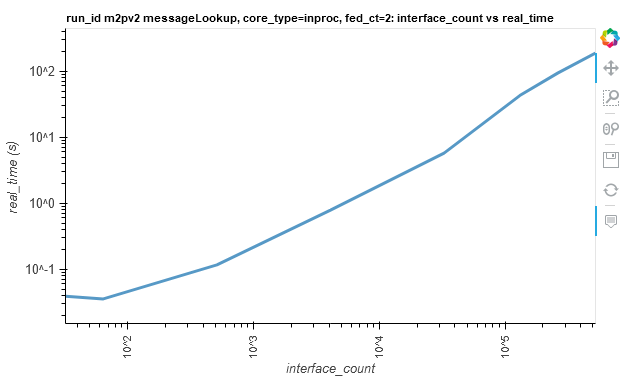 run_id m2pv2 messageLookup, core_type=inproc, fed_ct=2: interface_count vs real_time
10^2
10^1
10^0
10^-1
real_time (s)
10^2
10^3
10^4
10^5
interface_count